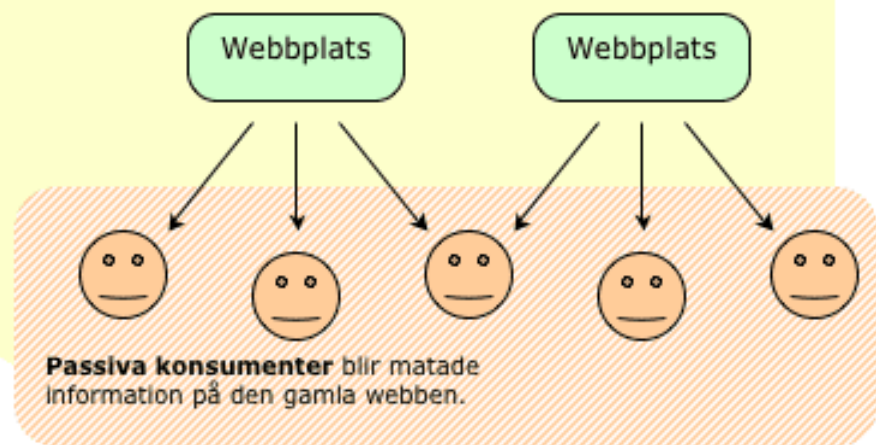 Webbplats
Webbplats
Passiva konsumenter blir matade
information på den gamla webben.